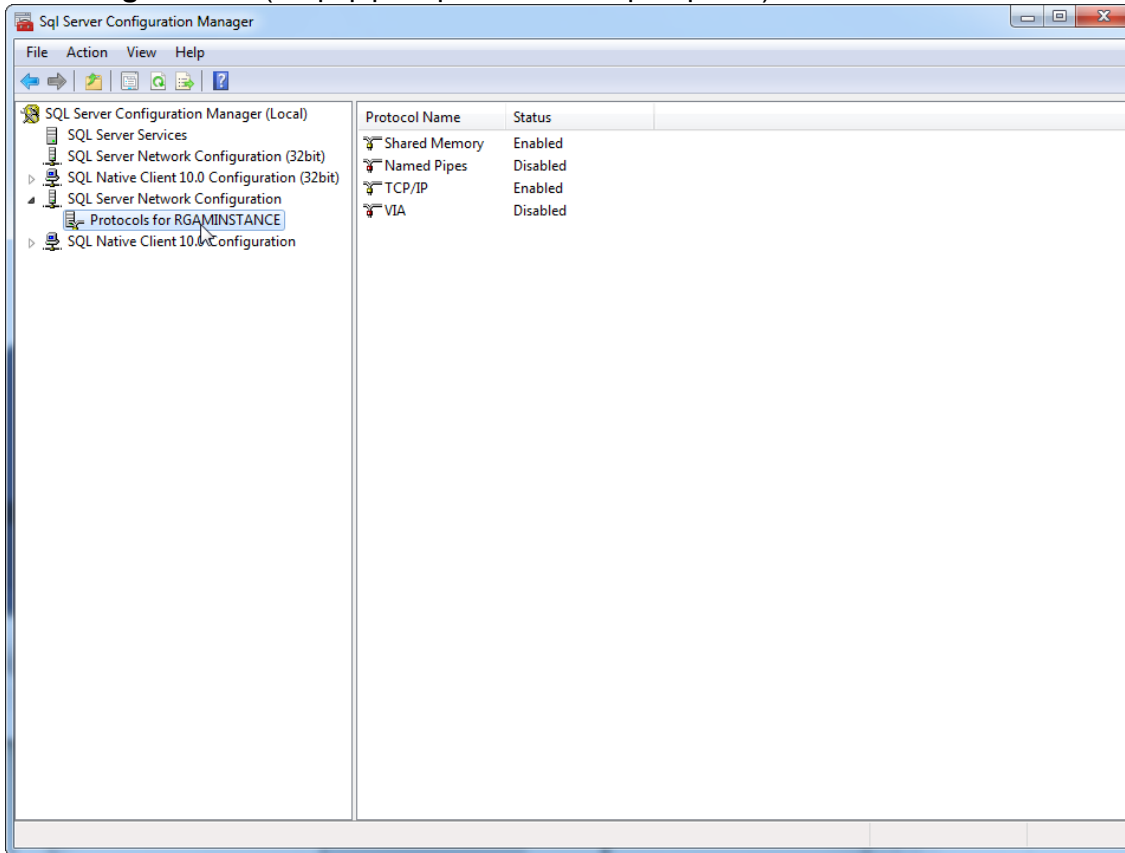 Sql Server Configuration Manager
File Action View Help
SQL Server Configuration Manager (Local)
SQL Server Services
SQL Server Network Configuration (32bit)
SQL Native Client 10.0 Configuration (32bit)
SQL Server Network Configuration
Protocols for RGAMINSTANCE
SQL Native Client 10.0 Configuration
Protocol Name Status
Shared Memory Enabled
Named Pipes Disabled
TCP/IP Enabled
VIA Disabled